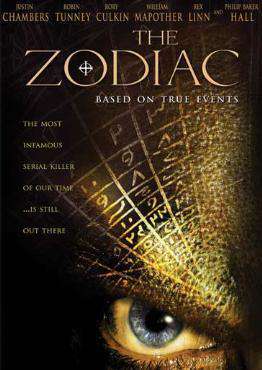 JUSTIN ROBIN RORY WILLIAM REX PHILIP BAKER
CHAMBERS TUNNEY CULKIN MAPOTHER LINN HALL
THE
ZODIAC
BASED ON TRUE EVENTS
THE MOST
INFAMOUS
SERIAL KILLER
OF OUR TIME
...IS STILL
OUT THERE